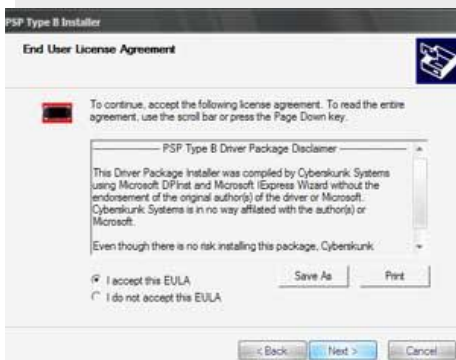 PSP Type B Installer
End User License Agreement
To continue, accept the following license agreement. To read the entire
agreement, use the scroll bar or press the Page Down key.
PSP Type B Driver Package Disclaimer
This Driver Package Installer was compiled by Cyberskunk Systems
using Microsoft DPInst and Microsoft IExpress Wizard without the
endorsement of the original author(s) of the driver or Microsoft.
Cyberskunk Systems is in no way affilated with the author(s) or
Microsoft.
Even though there is no risk installing this package, Cyberskunk
I accept this EULA
Save As
Print
I do not accept this EULA
< Back
Next >
Cancel